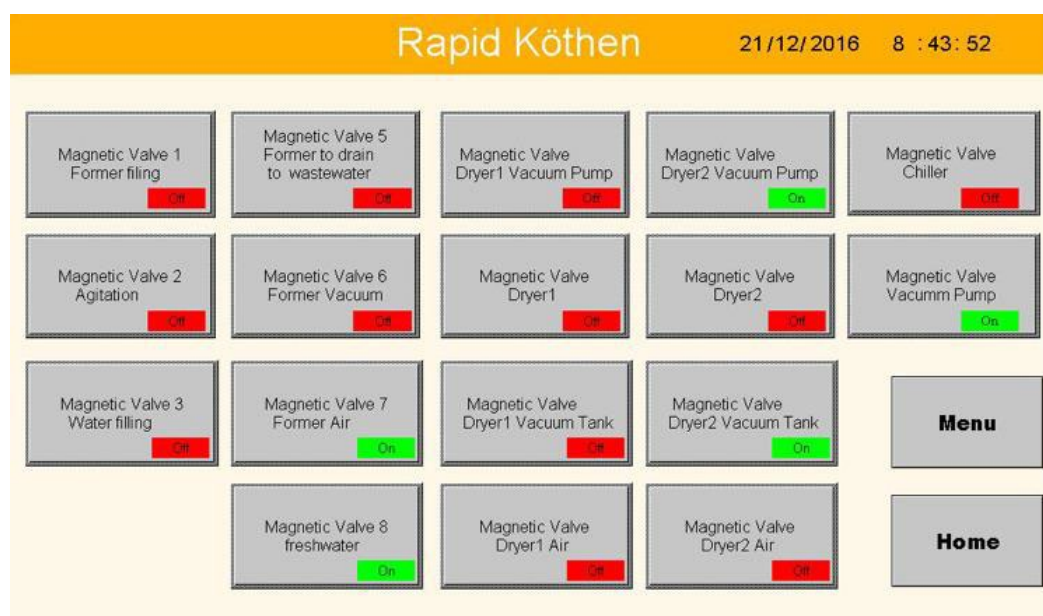 Rapid Köthen
21/12/2016 8 :43:52
Magnetic Valve 1
Former filing
Off
Magnetic Valve 5
Former to drain
to wastewater
Off
Magnetic Valve
Dryer1 Vacuum Pump
Off
Magnetic Valve
Dryer2 Vacuum Pump
On
Magnetic Valve
Chiller
Off
Magnetic Valve 2
Agitation
Off
Magnetic Valve 6
Former Vacuum
Off
Magnetic Valve
Dryer1
Off
Magnetic Valve
Dryer2
Off
Magnetic Valve
Vacumm Pump
On
Magnetic Valve 3
Water filling
Off
Magnetic Valve 7
Former Air
On
Magnetic Valve
Dryer1 Vacuum Tank
Off
Magnetic Valve
Dryer2 Vacuum Tank
On
Menu
Magnetic Valve 8
freshwater
On
Magnetic Valve
Dryer1 Air
Off
Magnetic Valve
Dryer2 Air
Off
Home